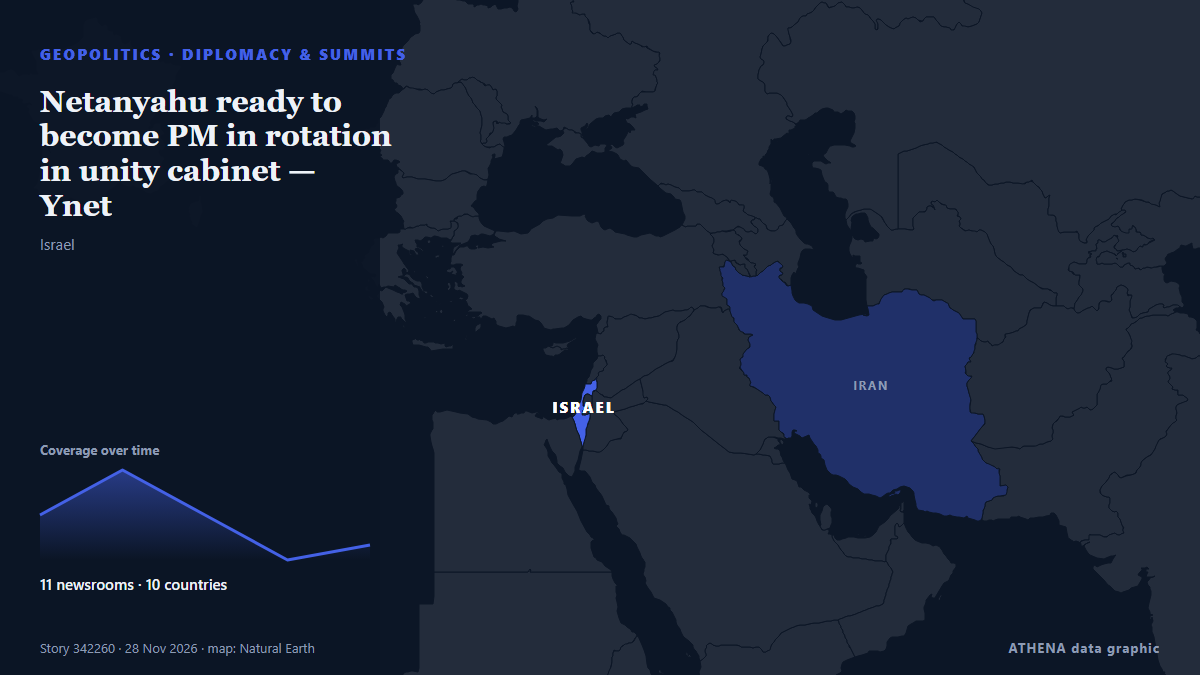 GEOPOLITICS · DIPLOMACY & SUMMITS
Netanyahu ready to
become PM in rotation
in unity cabinet —
Ynet
Israel
IRAN
ISRAEL
Coverage over time
11 newsrooms · 10 countries
Story 342260 · 28 Nov 2026 · map: Natural Earth
ATHENA data graphic